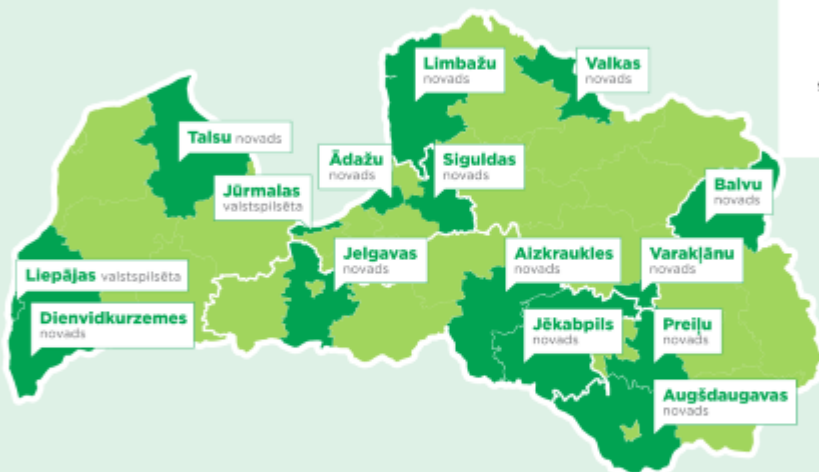 Limbažu
novads
Valkas
novads
Talsu novads
Ādažu
novads
Siguldas
novads
Jūrmalas
valstspilsēta
Balvu
novads
Jelgavas
novads
Aizkraukles
novads
Varakļānu
novads
Liepājas valstspilsēta
Dienvidkurzemes
novads
Jēkabpils
novads
Preiļu
novads
Augšdaugavas
novads